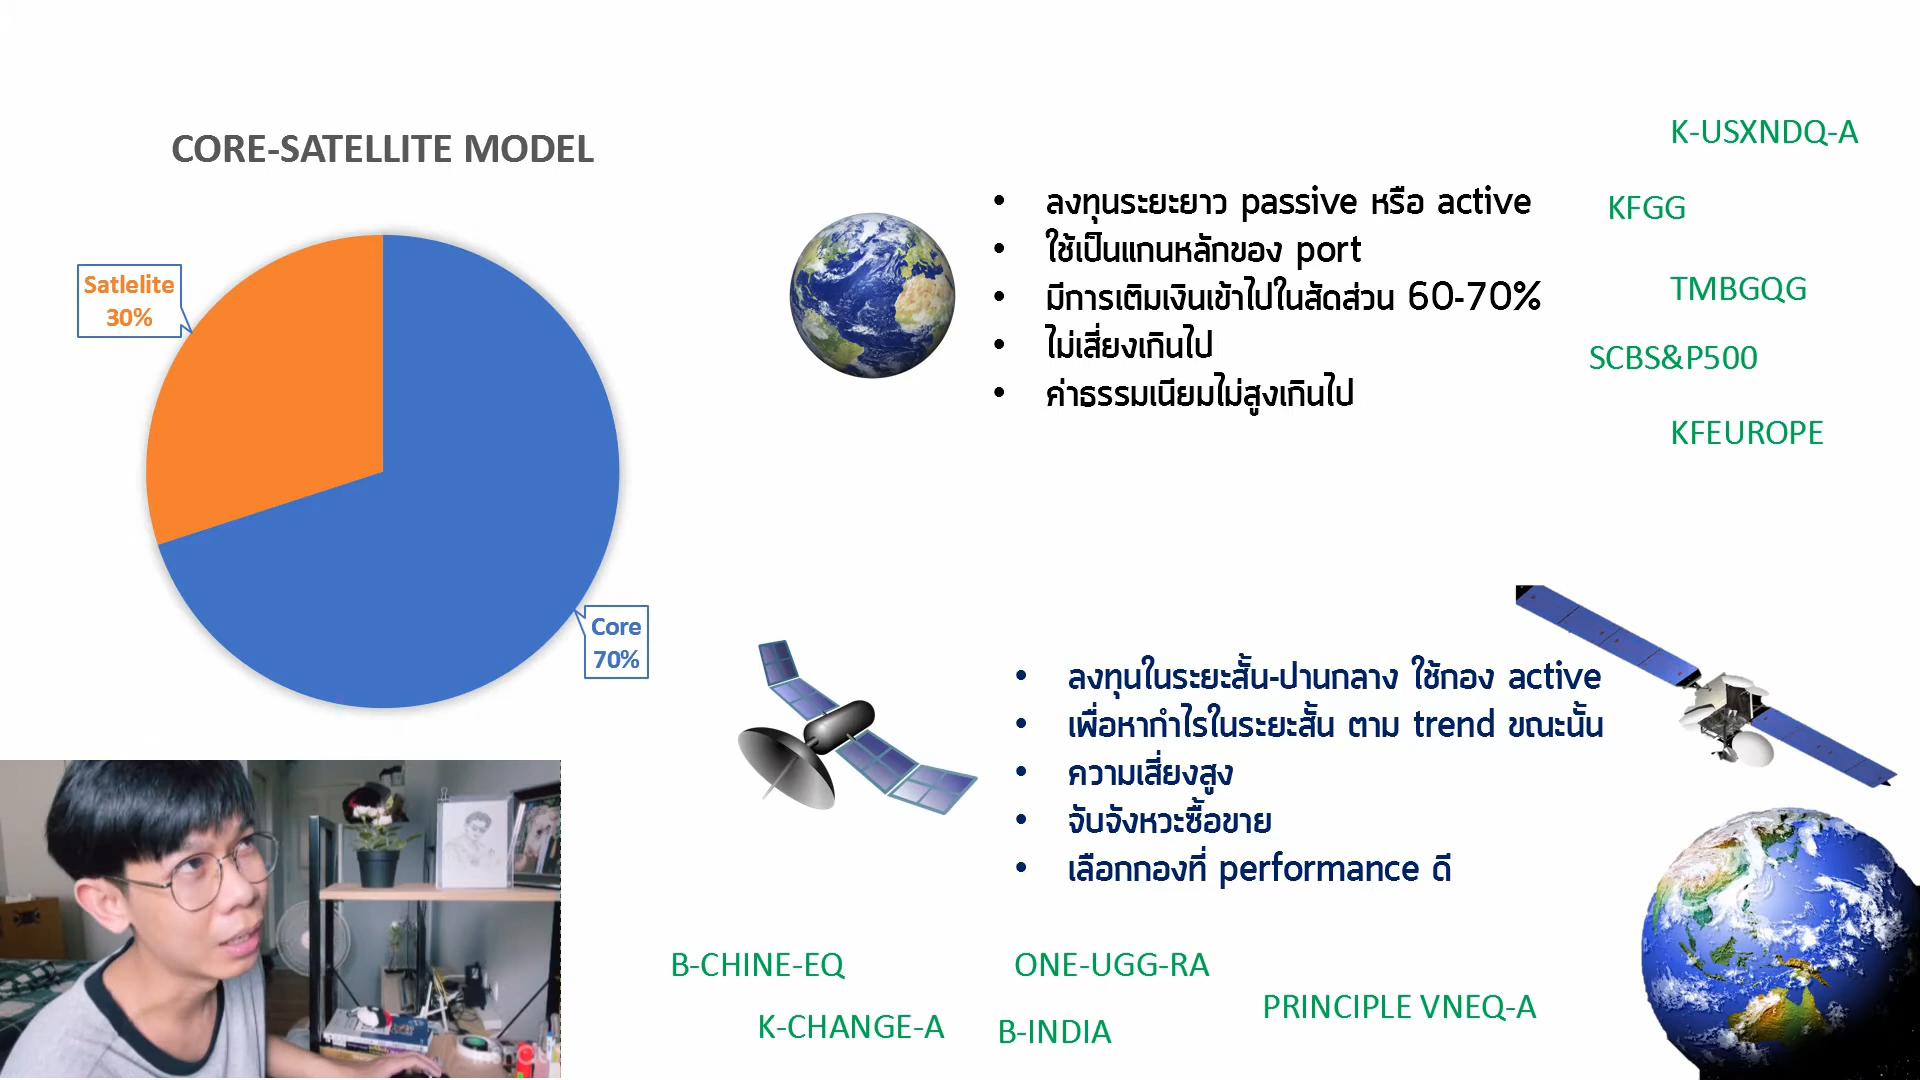 CORE-SATELLITE MODEL
Satlelite
30%
Core
70%
• ลงทุนระยะยาว passive หรือ active
• ใช้เป็นแกนหลักของ port
• มีการเติมเงินเข้าไปในสัดส่วน 60-70%
• ไม่เสี่ยงเกินไป
• ค่าธรรมเนียมไม่สูงเกินไป
K-USXNDQ-A
KFGG
TMBGQG
SCBS&P500
KFEUROPE
• ลงทุนในระยะสั้น-ปานกลาง ใช้กอง active
• เพื่อหากำไรในระยะสั้น ตาม trend ขณะนั้น
• ความเสี่ยงสูง
• จับจังหวะซื้อขาย
• เลือกกองที่ performance ดี
B-CHINE-EQ
ONE-UGG-RA
PRINCIPLE VNEQ-A
K-CHANGE-A
B-INDIA